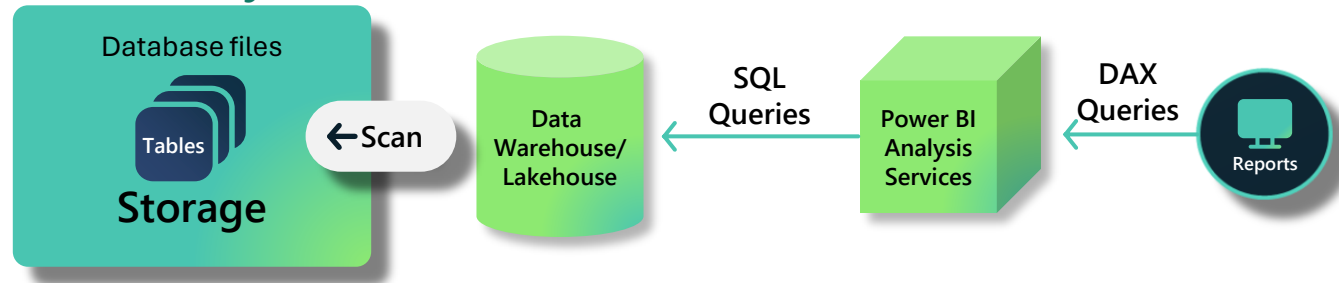 Database files
Tables
Storage
Scan
Data
Warehouse/
Lakehouse
SQL
Queries
Power BI
Analysis
Services
DAX
Queries
Reports